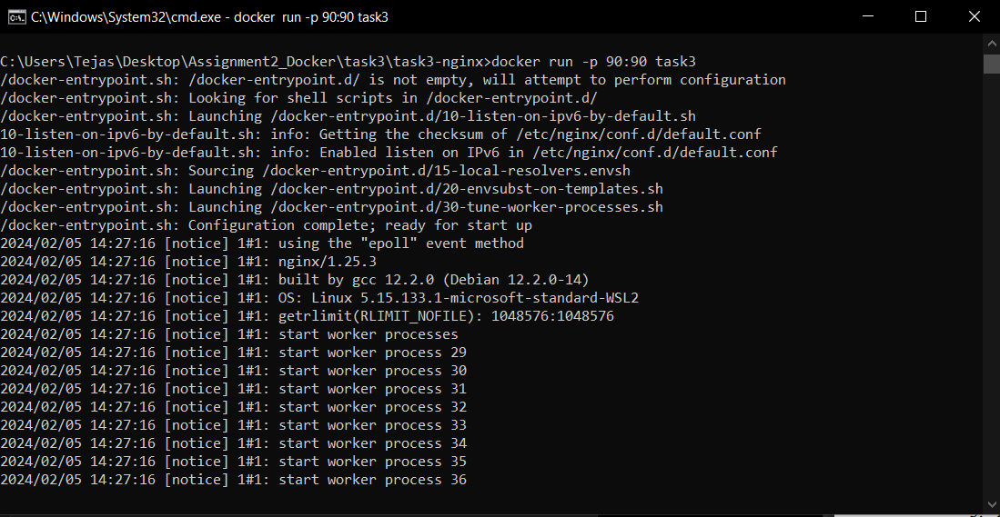 C:\Windows\System32\cmd.exe - docker  run -p 90:90 task3
C:\Users\Tejas\Desktop\Assignment2_Docker\task3\task3-nginx>docker run -p 90:90 task3
/docker-entrypoint.sh: /docker-entrypoint.d/ is not empty, will attempt to perform configuration
/docker-entrypoint.sh: Looking for shell scripts in /docker-entrypoint.d/
/docker-entrypoint.sh: Launching /docker-entrypoint.d/10-listen-on-ipv6-by-default.sh
10-listen-on-ipv6-by-default.sh: info: Getting the checksum of /etc/nginx/conf.d/default.conf
10-listen-on-ipv6-by-default.sh: info: Enabled listen on IPv6 in /etc/nginx/conf.d/default.conf
/docker-entrypoint.sh: Sourcing /docker-entrypoint.d/15-local-resolvers.envsh
/docker-entrypoint.sh: Launching /docker-entrypoint.d/20-envsubst-on-templates.sh
/docker-entrypoint.sh: Launching /docker-entrypoint.d/30-tune-worker-processes.sh
/docker-entrypoint.sh: Configuration complete; ready for start up
2024/02/05 14:27:16 [notice] 1#1: using the "epoll" event method
2024/02/05 14:27:16 [notice] 1#1: nginx/1.25.3
2024/02/05 14:27:16 [notice] 1#1: built by gcc 12.2.0 (Debian 12.2.0-14)
2024/02/05 14:27:16 [notice] 1#1: OS: Linux 5.15.133.1-microsoft-standard-WSL2
2024/02/05 14:27:16 [notice] 1#1: getrlimit(RLIMIT_NOFILE): 1048576:1048576
2024/02/05 14:27:16 [notice] 1#1: start worker processes
2024/02/05 14:27:16 [notice] 1#1: start worker process 29
2024/02/05 14:27:16 [notice] 1#1: start worker process 30
2024/02/05 14:27:16 [notice] 1#1: start worker process 31
2024/02/05 14:27:16 [notice] 1#1: start worker process 32
2024/02/05 14:27:16 [notice] 1#1: start worker process 33
2024/02/05 14:27:16 [notice] 1#1: start worker process 34
2024/02/05 14:27:16 [notice] 1#1: start worker process 35
2024/02/05 14:27:16 [notice] 1#1: start worker process 36